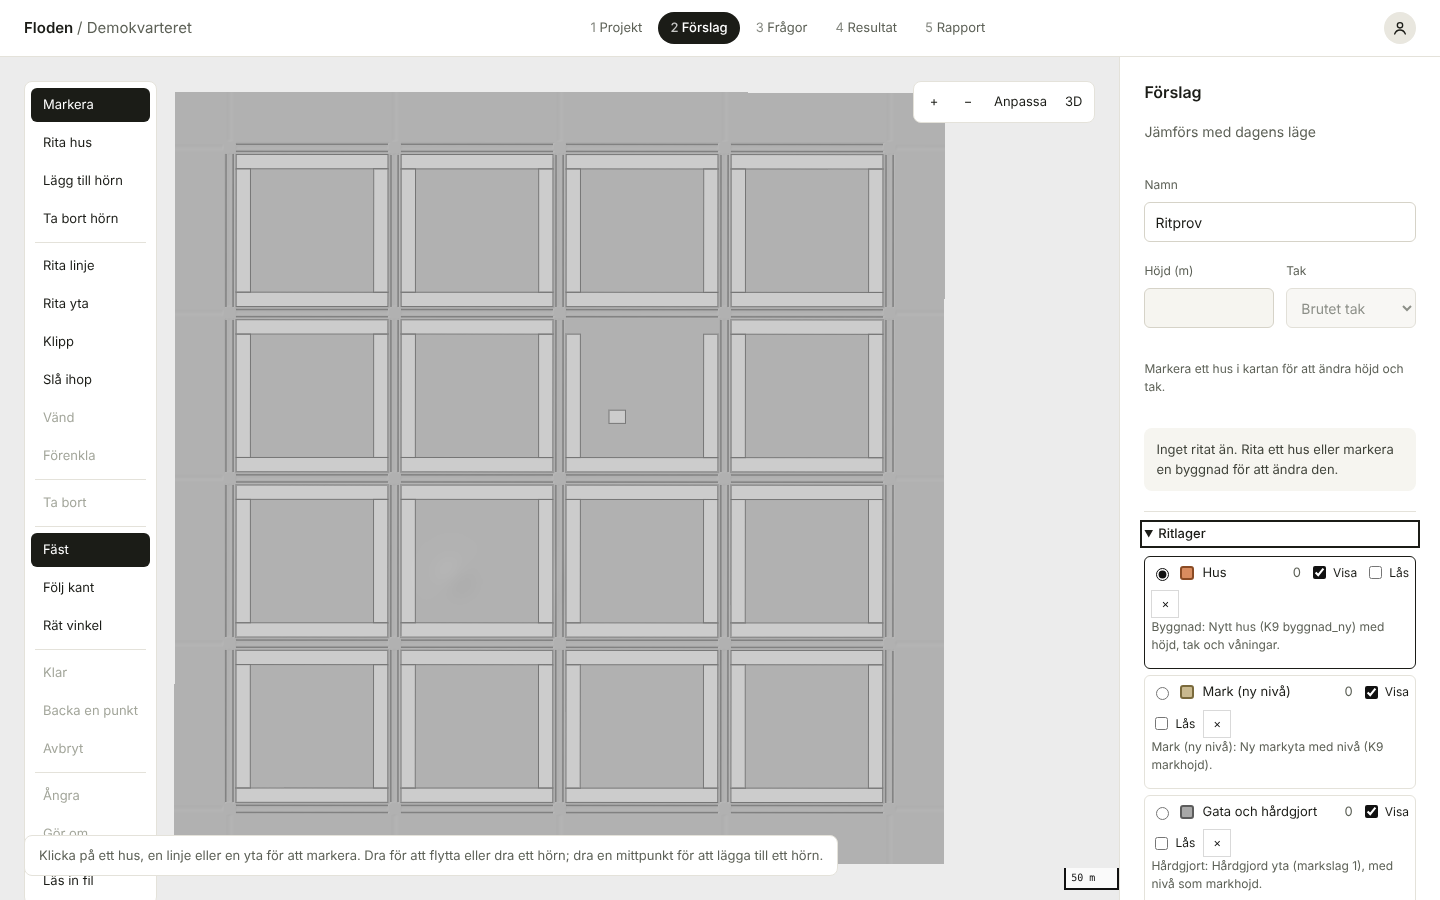 Floden / Demokvarteret
1 Projekt
2 Förslag
3 Frågor
4 Resultat
5 Rapport
Markera
Rita hus
Lägg till hörn
Ta bort hörn
Rita linje
Rita yta
Klipp
Slå ihop
Vänd
Förenkla
Ta bort
Fäst
Följ kant
Rät vinkel
Klar
Backa en punkt
Avbryt
Ångra
Gör om
Läs in fil
+
−
Anpassa
3D
Klicka på ett hus, en linje eller en yta för att markera. Dra för att flytta eller dra ett hörn; dra en mittpunkt för att lägga till ett hörn.
50 m
Förslag
Jämförs med dagens läge
Namn
Ritprov
Höjd (m)
Tak
Brutet tak
Markera ett hus i kartan för att ändra höjd och
tak.
Inget ritat än. Rita ett hus eller markera
en byggnad för att ändra den.
▼ Ritlager
Hus 0 Visa Lås
×
Byggnad: Nytt hus (K9 byggnad_ny) med
höjd, tak och våningar.
Mark (ny nivå) 0 Visa
Lås ×
Mark (ny nivå): Ny markyta med nivå (K9
markhojd).
Gata och hårdgjort 0 Visa
Lås ×
Hårdgjort: Hårdgjord yta (markslag 1), med
nivå som markhojd.